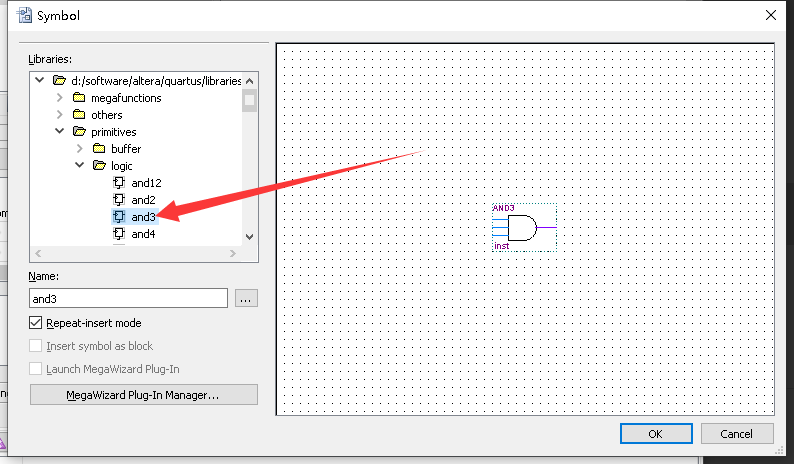 Symbol
Libraries:
d:/software/altera/quartus/libraries
megafunctions
others
primitives
buffer
logic
and12
and2
and3
and4
Name:
and3
...
Repeat-insert mode
Insert symbol as block
Launch MegaWizard Plug-In
MegaWizard Plug-In Manager...
AND3
inst
OK
Cancel